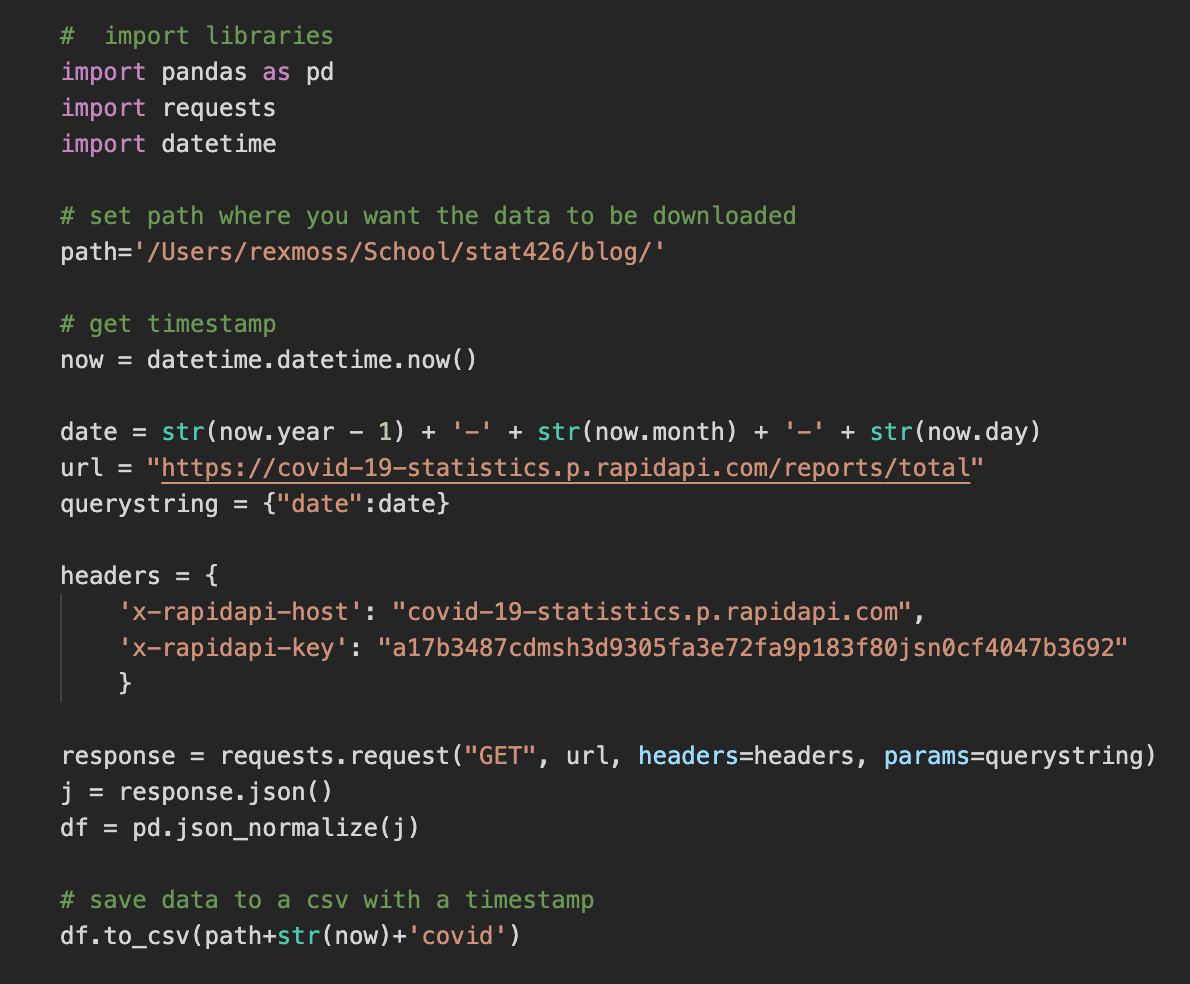 #  import libraries
import pandas as pd
import requests
import datetime
# set path where you want the data to be downloaded
path='/Users/rexmoss/School/stat426/blog/'
# get timestamp
now = datetime.datetime.now()
date = str(now.year - 1) + '-' + str(now.month) + '-' + str(now.day)
url = "https://covid-19-statistics.p.rapidapi.com/reports/total"
querystring = {"date":date}
headers = {
    'x-rapidapi-host': "covid-19-statistics.p.rapidapi.com",
    'x-rapidapi-key': "a17b3487cdmsh3d9305fa3e72fa9p183f80jsn0cf4047b3692"
    }
response = requests.request("GET", url, headers=headers, params=querystring)
j = response.json()
df = pd.json_normalize(j)
# save data to a csv with a timestamp
df.to_csv(path+str(now)+'covid')